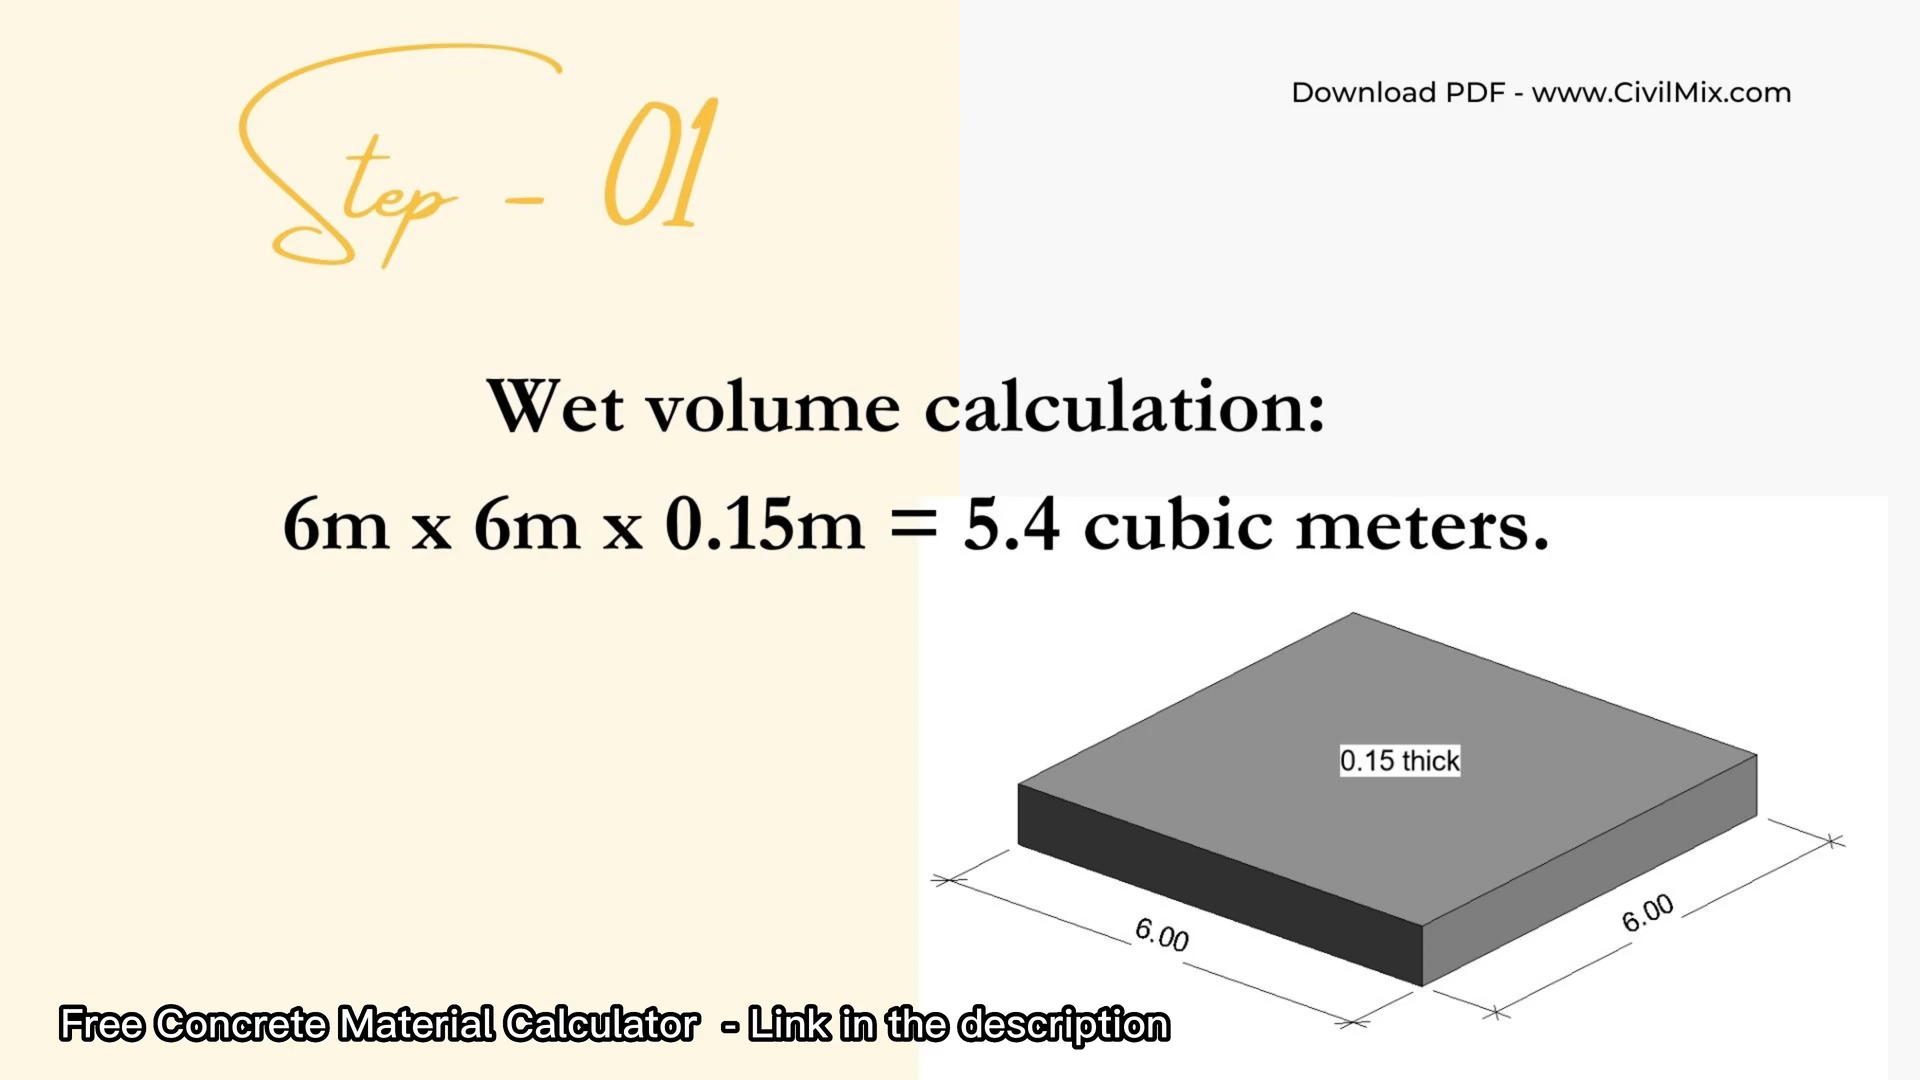 Step - 01
Download PDF - www.CivilMix.com
Wet volume calculation:
6m x 6m x 0.15m = 5.4 cubic meters.
0.15 thick
6.00
6.00
Free Concrete Material Calculator - Link in the description